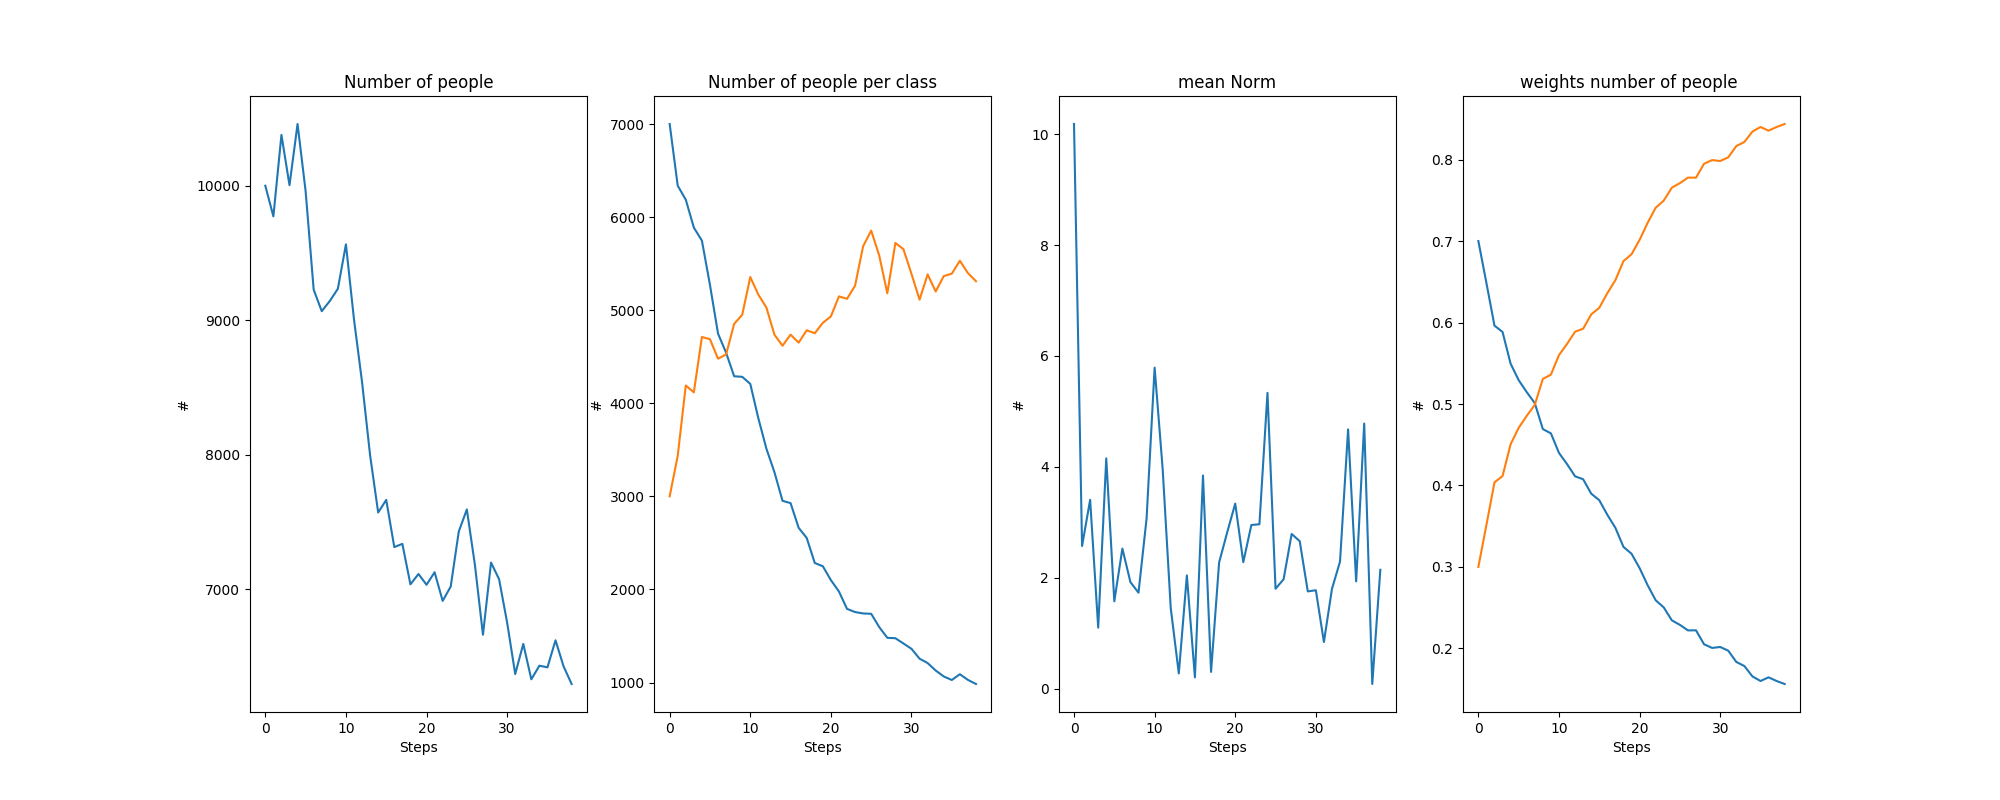 Number of people
10000
9000
8000
7000
#
0 10 20 30
Steps
Number of people per class
7000
6000
5000
4000
3000
2000
1000
#
0 10 20 30
Steps
mean Norm
10
8
6
4
2
0
#
0 10 20 30
Steps
weights number of people
0.8
0.7
0.6
0.5
0.4
0.3
0.2
#
0 10 20 30
Steps